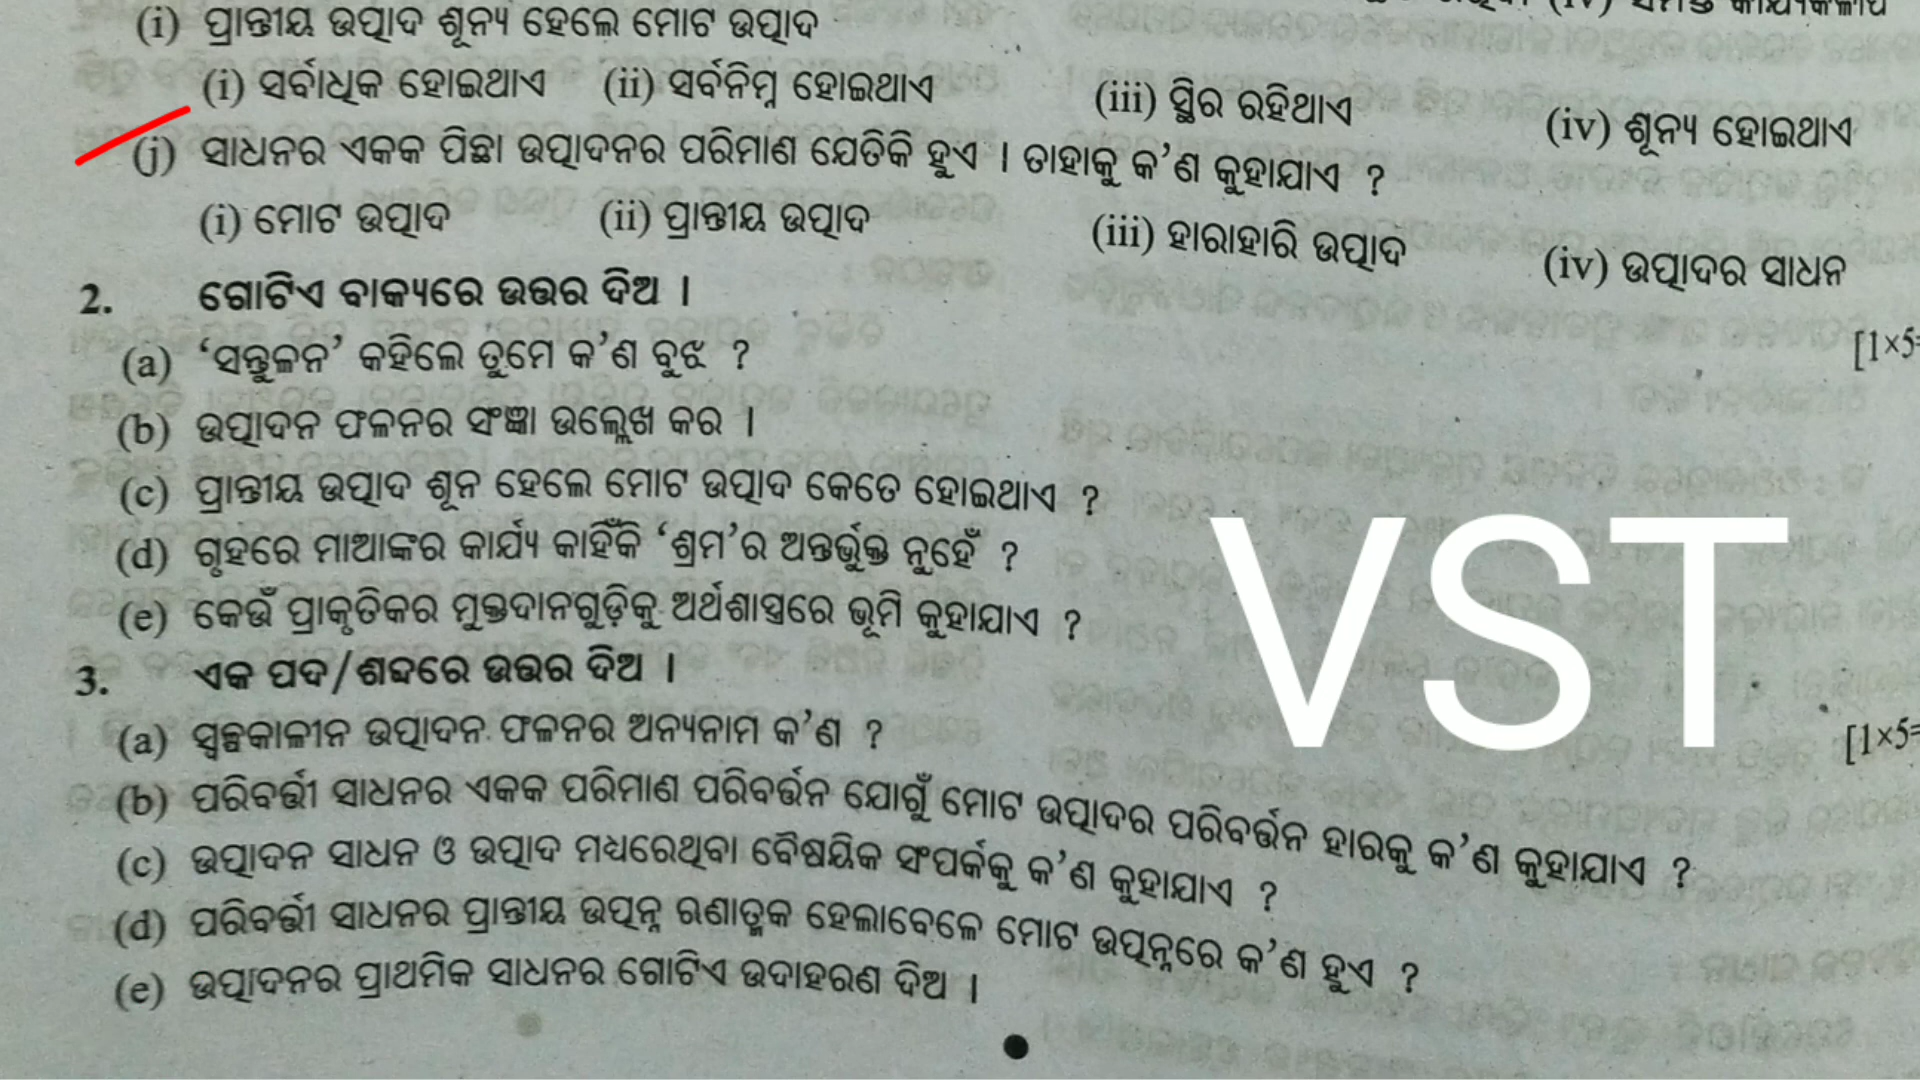 (i) ପ୍ରାନ୍ତୀୟ ଉତ୍ପାଦ ଶୂନ୍ୟ ହେଲେ ମୋଟ ଉତ୍ପାଦ
(i) ସର୍ବାଧିକ ହୋଇଥାଏ (ii) ସର୍ବନିମ୍ନ ହୋଇଥାଏ (iii) ସ୍ଥିର ରହିଥାଏ (iv) ଶୂନ୍ୟ ହୋଇଥାଏ
(j) ସାଧନର ଏକକ ପିଛା ଉତ୍ପାଦନର ପରିମାଣ ଯେତିକି ହୁଏ । ତାହାକୁ କ'ଣ କୁହାଯାଏ ?
(i) ମୋଟ ଉତ୍ପାଦ (ii) ପ୍ରାନ୍ତୀୟ ଉତ୍ପାଦ (iii) ହାରାହାରି ଉତ୍ପାଦ (iv) ଉତ୍ପାଦର ସାଧନ
2. ଗୋଟିଏ ବାକ୍ୟରେ ଉତ୍ତର ଦିଅ । [1×5=
(a) 'ସନ୍ତୁଳନ' କହିଲେ ତୁମେ କ'ଣ ବୁଝ ?
(b) ଉତ୍ପାଦନ ଫଳନର ସଂଜ୍ଞା ଉଲ୍ଲେଖ କର ।
(c) ପ୍ରାନ୍ତୀୟ ଉତ୍ପାଦ ଶୂନ ହେଲେ ମୋଟ ଉତ୍ପାଦ କେତେ ହୋଇଥାଏ ?
(d) ଗୃହରେ ମାଆଙ୍କର କାର୍ଯ୍ୟ କାହିଁକି 'ଶ୍ରମ'ର ଅନ୍ତର୍ଭୁକ୍ତ ନୁହେଁ ?
(e) କେଉଁ ପ୍ରାକୃତିକର ମୁକ୍ତଦାନଗୁଡ଼ିକୁ ଅର୍ଥଶାସ୍ତ୍ରରେ ଭୂମି କୁହାଯାଏ ?
VST
3. ଏକ ପଦ/ଶବ୍ଦରେ ଉତ୍ତର ଦିଅ । [1×5=
(a) ସ୍ୱଳ୍ପକାଳୀନ ଉତ୍ପାଦନ ଫଳନର ଅନ୍ୟନାମ କ'ଣ ?
(b) ପରିବର୍ତ୍ତୀ ସାଧନର ଏକକ ପରିମାଣ ପରିବର୍ତ୍ତନ ଯୋଗୁଁ ମୋଟ ଉତ୍ପାଦର ପରିବର୍ତ୍ତନ ହାରକୁ କ'ଣ କୁହାଯାଏ ?
(c) ଉତ୍ପାଦନ ସାଧନ ଓ ଉତ୍ପାଦ ମଧ୍ୟରେଥିବା ବୈଷୟିକ ସଂପର୍କକୁ କ'ଣ କୁହାଯାଏ ?
(d) ପରିବର୍ତ୍ତୀ ସାଧନର ପ୍ରାନ୍ତୀୟ ଉତ୍ପନ୍ନ ଋଣାତ୍ମକ ହେଲାବେଳେ ମୋଟ ଉତ୍ପନ୍ନରେ କ'ଣ ହୁଏ ?
(e) ଉତ୍ପାଦନର ପ୍ରାଥମିକ ସାଧନର ଗୋଟିଏ ଉଦାହରଣ ଦିଅ ।